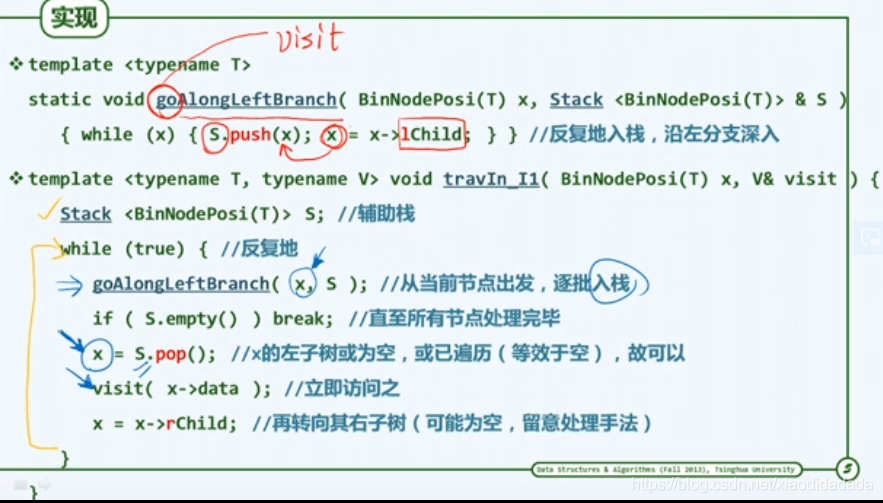 实现
visit
❖ template <typename T>
static void goAlongLeftBranch( BinNodePosi(T) x, Stack <BinNodePosi(T)> & S )
{ while (x) { S.push(x); x = x->lChild; } } //反复地入栈，沿左分支深入
❖ template <typename T, typename V> void travIn_I1( BinNodePosi(T) x, V& visit ) {
Stack <BinNodePosi(T)> S; //辅助栈
while (true) { //反复地
goAlongLeftBranch( x, S ); //从当前节点出发，逐批入栈
if ( S.empty() ) break; //直至所有节点处理完毕
x = S.pop(); //x的左子树或为空，或已遍历（等效于空），故可以
visit( x->data ); //立即访问之
x = x->rChild; //再转向其右子树（可能为空，留意处理手法）
}
Data Structures & Algorithms (Fall 2013), Tsinghua University
5
https://blog.csdn.net/xiaodidadada
}